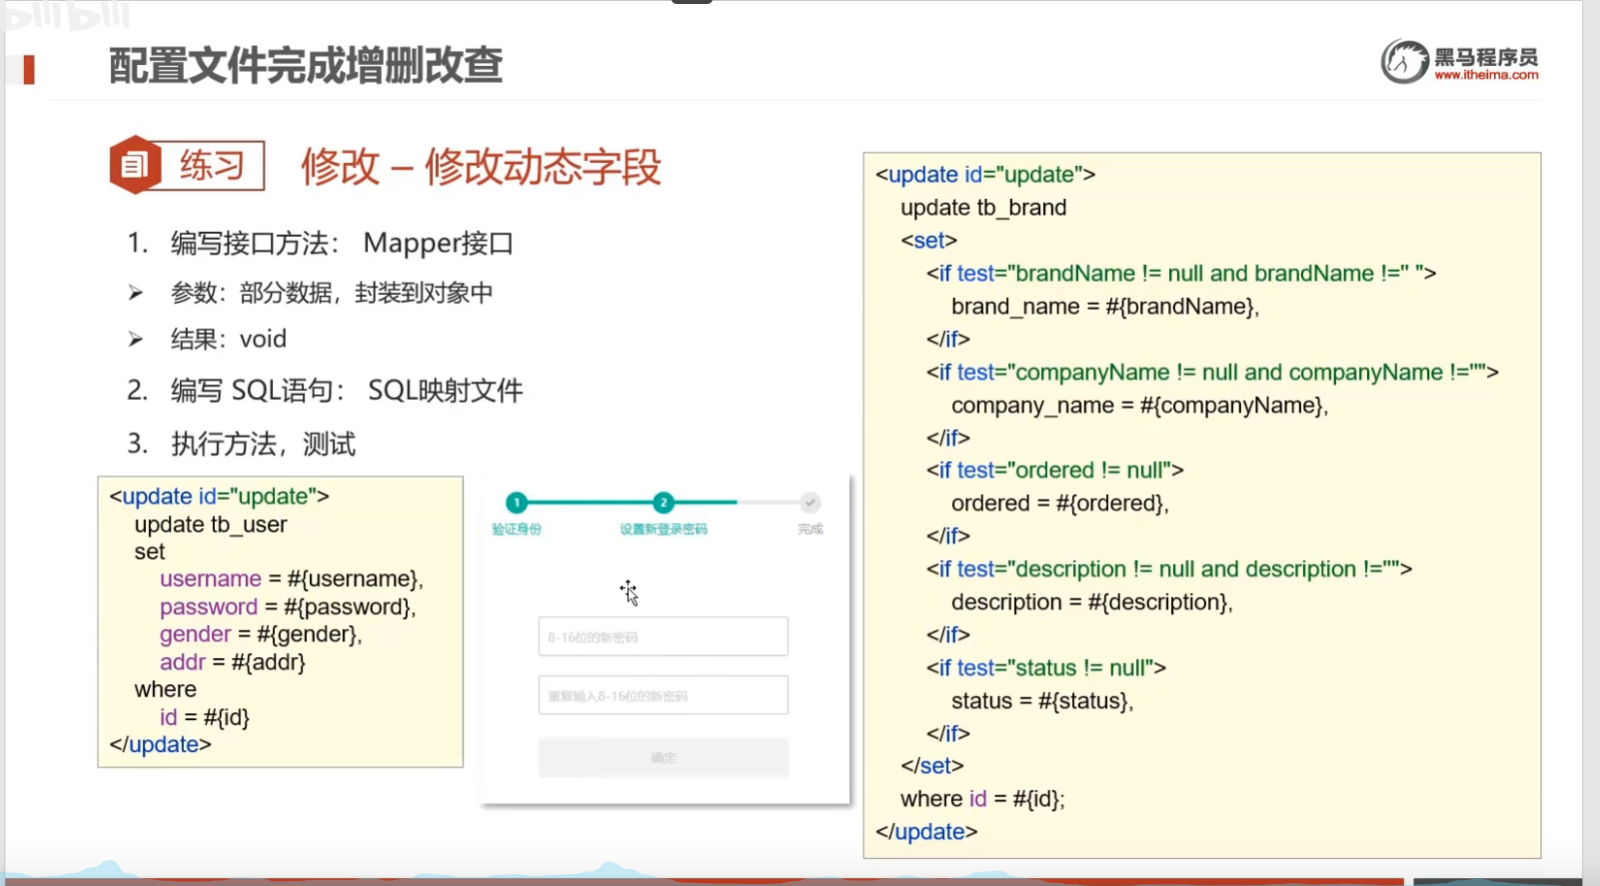 bilibili
配置文件完成增删改查
黑马程序员
www.itheima.com
练习
修改 – 修改动态字段
1. 编写接口方法： Mapper接口
➢ 参数：部分数据，封装到对象中
➢ 结果：void
2. 编写 SQL语句： SQL映射文件
3. 执行方法，测试
<update id="update">
update tb_user
set
username = #{username},
password = #{password},
gender = #{gender},
addr = #{addr}
where
id = #{id}
</update>
1
2
验证身份
设置新登录密码
完成
8-16位的新密码
重复输入8-16位的新密码
确定
<update id="update">
update tb_brand
<set>
<if test="brandName != null and brandName !=" ">
brand_name = #{brandName},
</if>
<if test="companyName != null and companyName !="">
company_name = #{companyName},
</if>
<if test="ordered != null">
ordered = #{ordered},
</if>
<if test="description != null and description !="">
description = #{description},
</if>
<if test="status != null">
status = #{status},
</if>
</set>
where id = #{id};
</update>